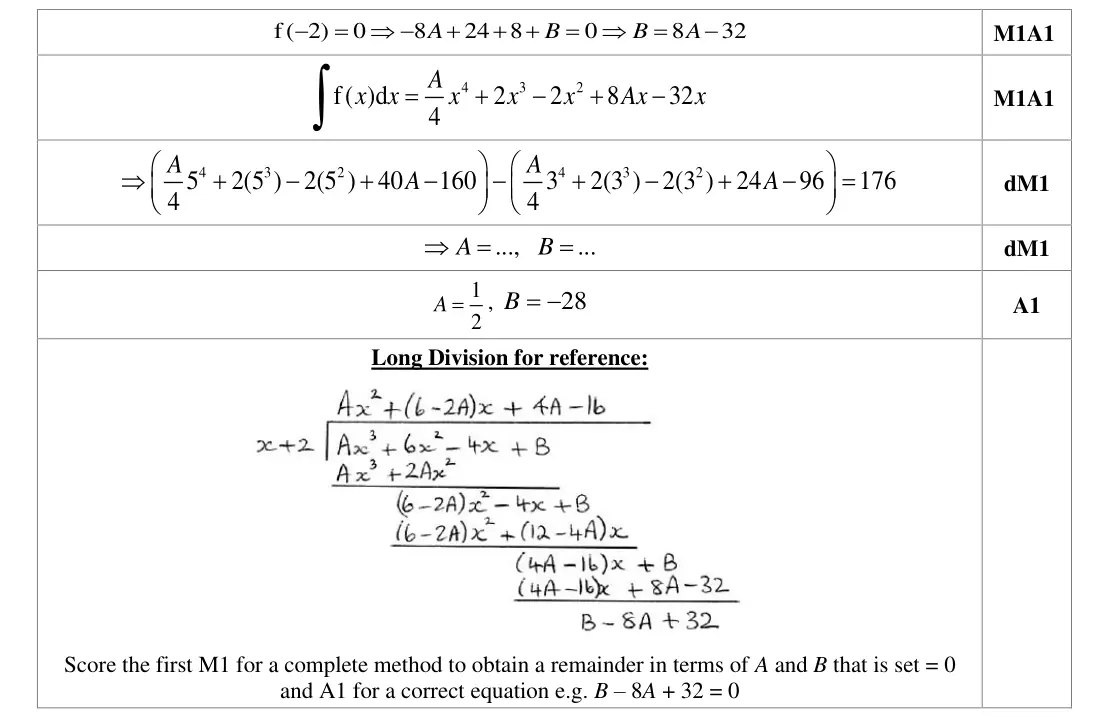 f(−2) = 0 ⇒ −8A + 24 + 8 + B = 0 ⇒ B = 8A − 32 M1A1
∫ f(x)dx = A/4 x⁴ + 2x³ − 2x² + 8Ax − 32x M1A1
⇒ (A/4 5⁴ + 2(5³) − 2(5²) + 40A − 160) − (A/4 3⁴ + 2(3³) − 2(3²) + 24A − 96) = 176 dM1
⇒ A = ..., B = ... dM1
A = 1/2, B = −28 A1
Long Division for reference:
Ax² + (6 − 2A)x + 4A − 16
x + 2 | Ax³ + 6x² − 4x + B
Ax³ + 2Ax²
(6 − 2A)x² − 4x + B
(6 − 2A)x² + (12 − 4A)x
(4A − 16)x + B
(4A − 16)x + 8A − 32
B − 8A + 32
Score the first M1 for a complete method to obtain a remainder in terms of A and B that is set = 0
and A1 for a correct equation e.g. B – 8A + 32 = 0